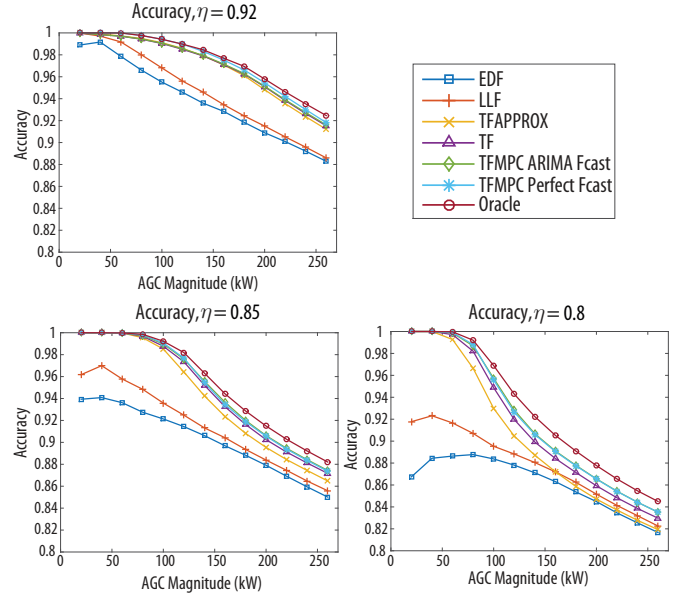 Accuracy, η = 0.92
1
0.98
0.96
0.94
0.92
0.9
0.88
0.86
0.84
0.82
0.8
Accuracy
0 50 100 150 200 250
AGC Magnitude (kW)
EDF
LLF
TFAPPROX
TF
TFMPC ARIMA Fcast
TFMPC Perfect Fcast
Oracle
Accuracy, η = 0.85
1
0.98
0.96
0.94
0.92
0.9
0.88
0.86
0.84
0.82
0.8
Accuracy
0 50 100 150 200 250
AGC Magnitude (kW)
Accuracy, η = 0.8
1
0.98
0.96
0.94
0.92
0.9
0.88
0.86
0.84
0.82
0.8
Accuracy
0 50 100 150 200 250
AGC Magnitude (kW)